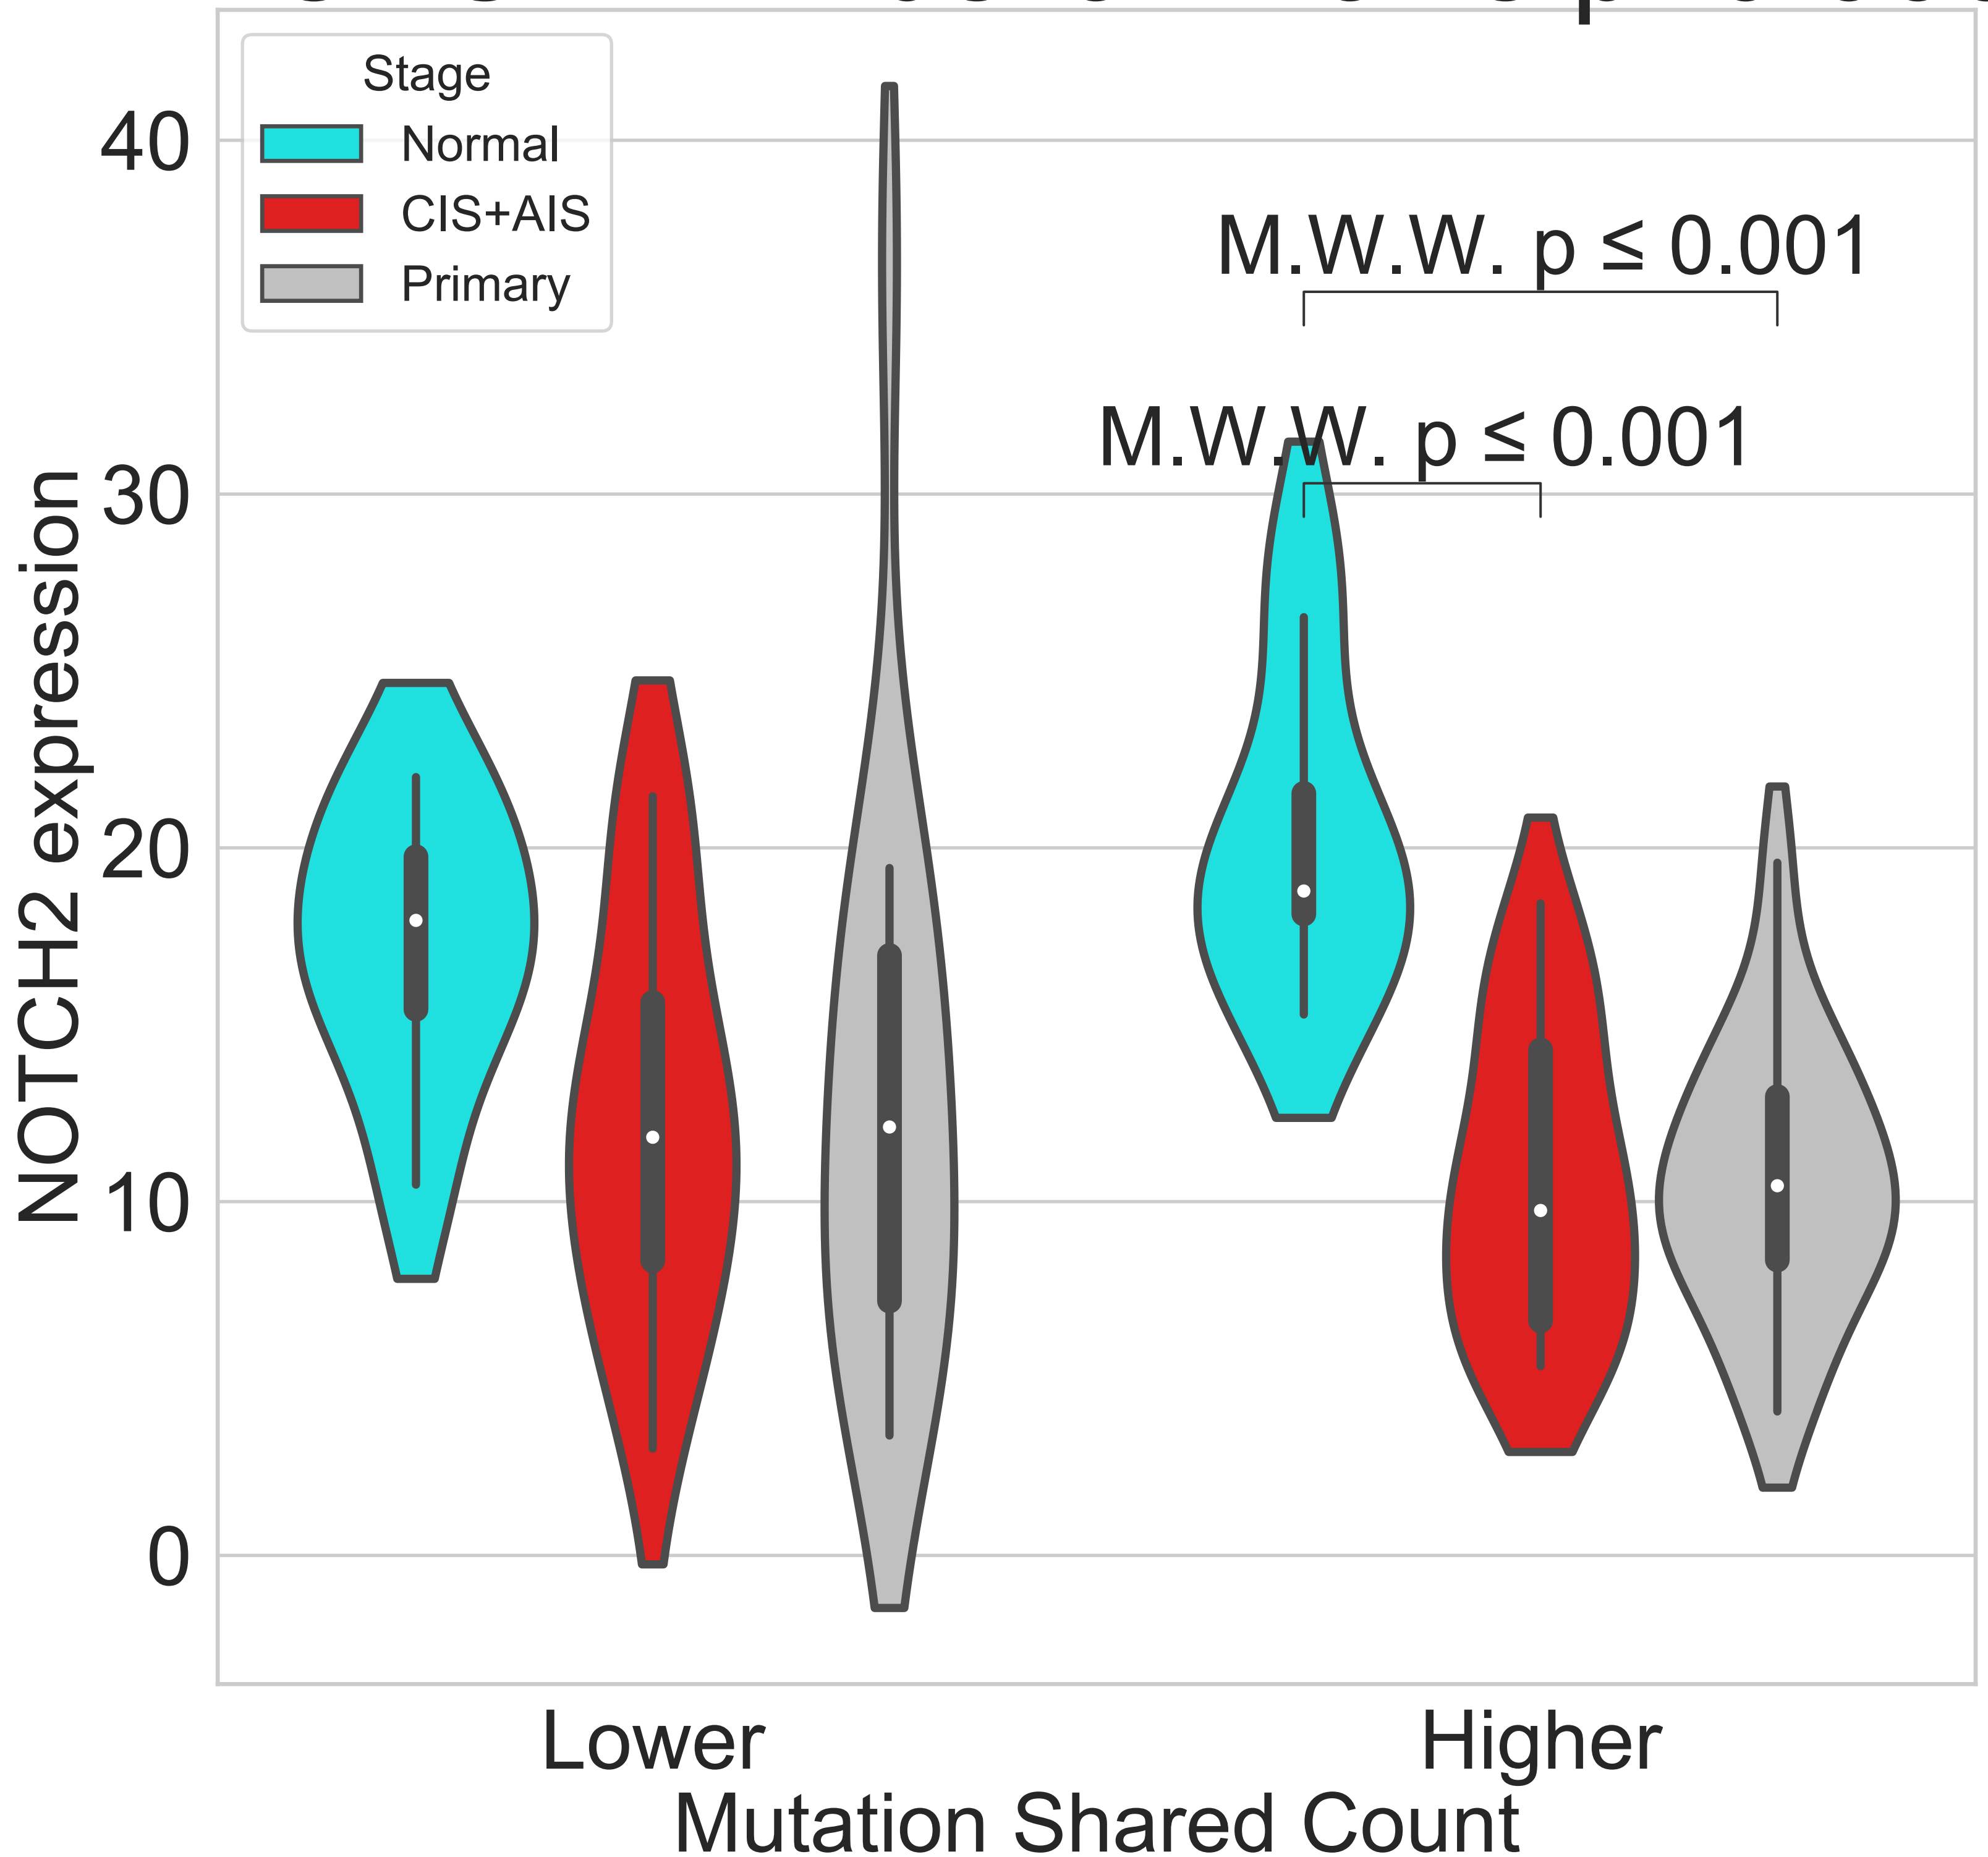 Stage
Normal
CIS+AIS
Primary
M.W.W. p ≤ 0.001
M.W.W. p ≤ 0.001
40
30
20
10
0
NOTCH2 expression
Lower
Higher
Mutation Shared Count